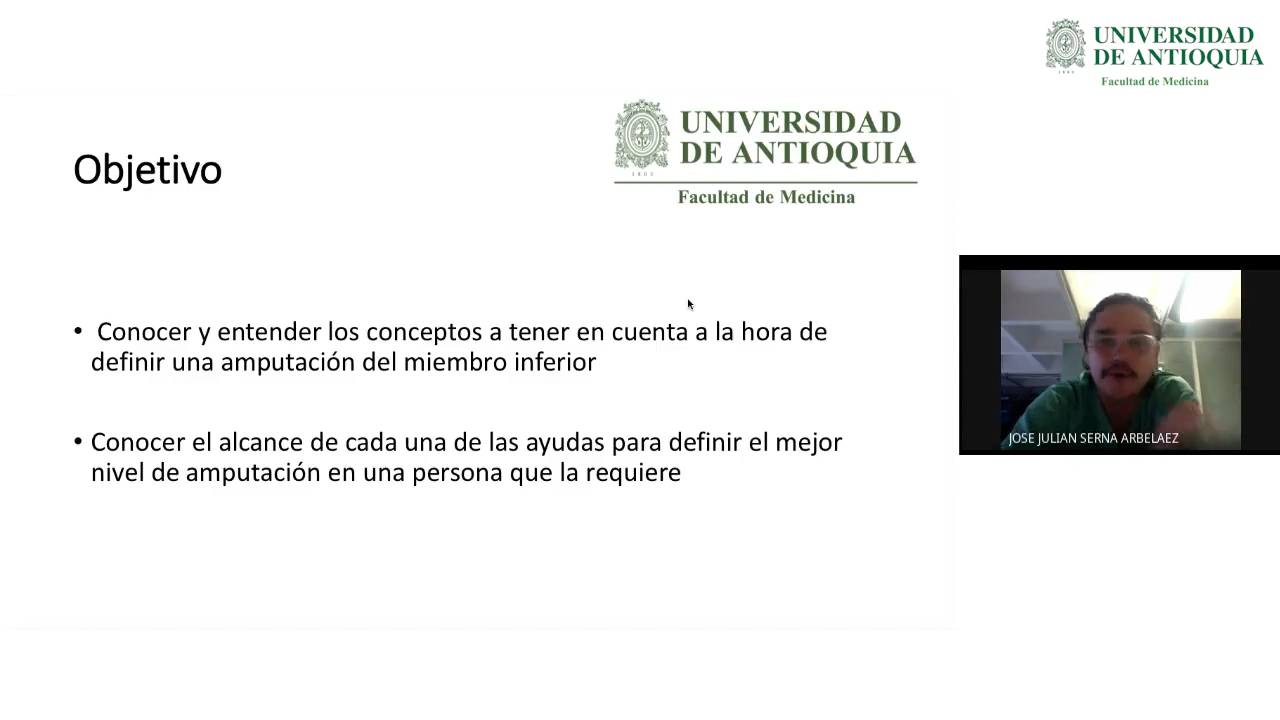 UNIVERSIDAD
DE ANTIOQUIA
Facultad de Medicina
UNIVERSIDAD
DE ANTIOQUIA
1803
Facultad de Medicina
Objetivo
• Conocer y entender los conceptos a tener en cuenta a la hora de
definir una amputación del miembro inferior
• Conocer el alcance de cada una de las ayudas para definir el mejor
nivel de amputación en una persona que la requiere
JOSE JULIAN SERNA ARBELAEZ